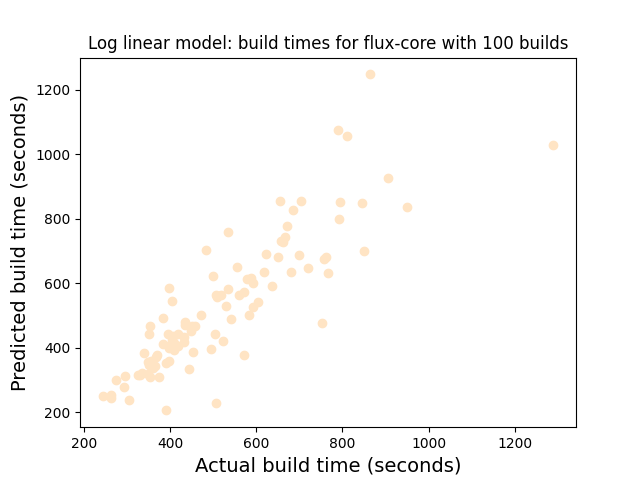 Log linear model: build times for flux-core with 100 builds
Predicted build time (seconds)
1200
1000
800
600
400
200
200 400 600 800 1000 1200
Actual build time (seconds)